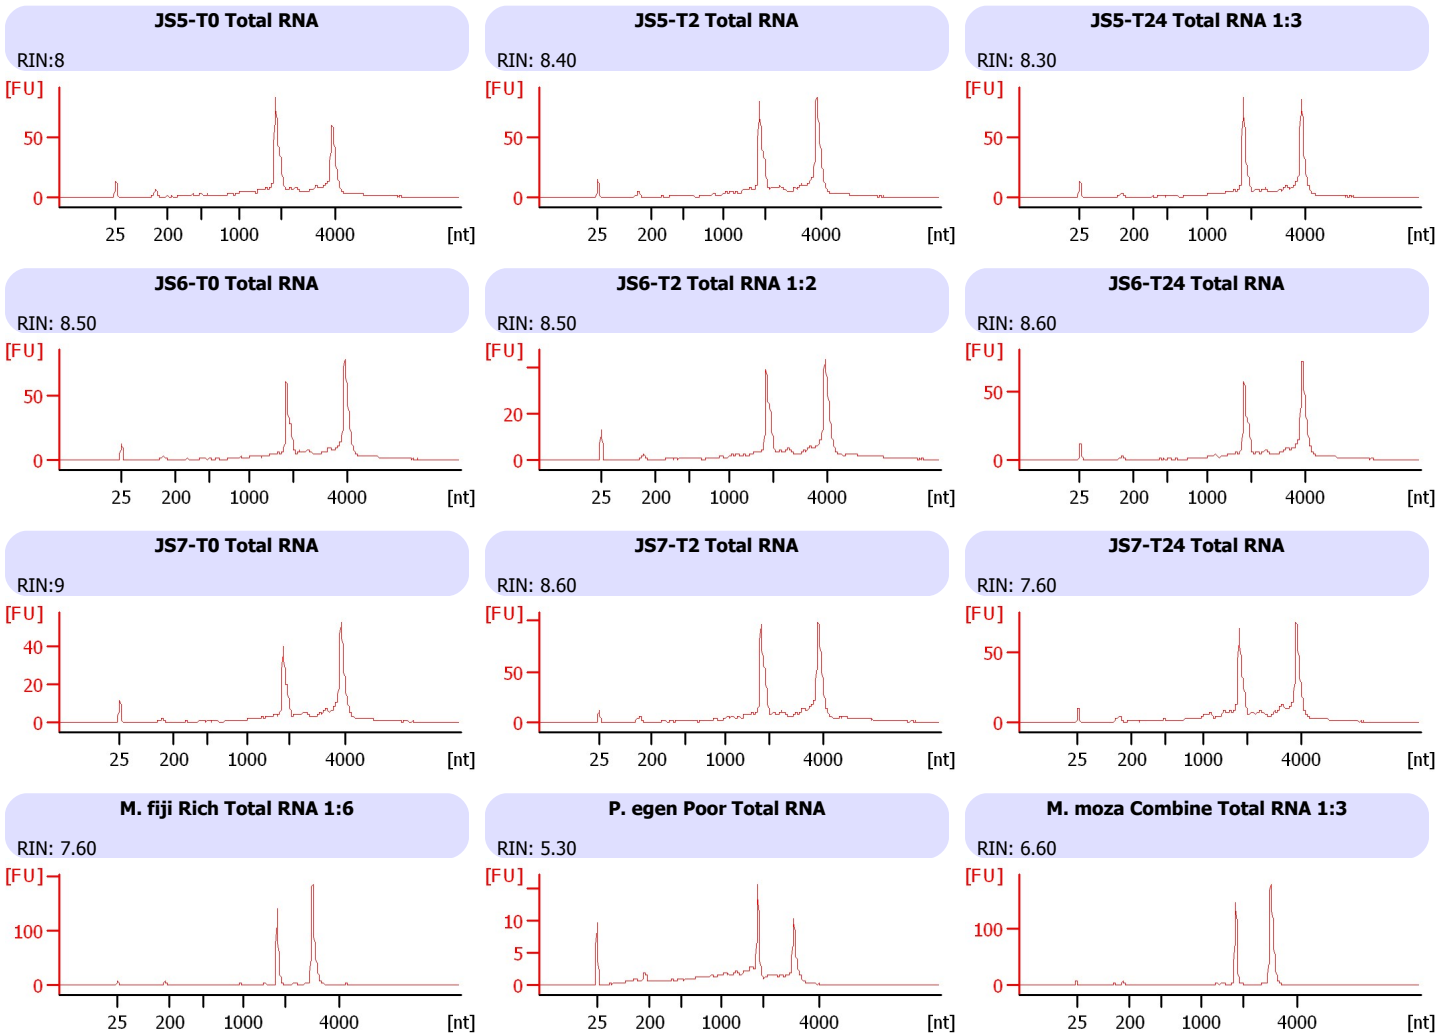 JS5-T0 Total RNA
RIN:8
[FU]
50
0
25 200 1000 4000 [nt]
JS5-T2 Total RNA
RIN: 8.40
[FU]
50
0
25 200 1000 4000 [nt]
JS5-T24 Total RNA 1:3
RIN: 8.30
[FU]
50
0
25 200 1000 4000 [nt]
JS6-T0 Total RNA
RIN: 8.50
[FU]
50
0
25 200 1000 4000 [nt]
JS6-T2 Total RNA 1:2
RIN: 8.50
[FU]
20
0
25 200 1000 4000 [nt]
JS6-T24 Total RNA
RIN: 8.60
[FU]
50
0
25 200 1000 4000 [nt]
JS7-T0 Total RNA
RIN:9
[FU]
40
20
0
25 200 1000 4000 [nt]
JS7-T2 Total RNA
RIN: 8.60
[FU]
50
0
25 200 1000 4000 [nt]
JS7-T24 Total RNA
RIN: 7.60
[FU]
50
0
25 200 1000 4000 [nt]
M. fiji Rich Total RNA 1:6
RIN: 7.60
[FU]
100
0
25 200 1000 4000 [nt]
P. egen Poor Total RNA
RIN: 5.30
[FU]
10
5
0
25 200 1000 4000 [nt]
M. moza Combine Total RNA 1:3
RIN: 6.60
[FU]
100
0
25 200 1000 4000 [nt]